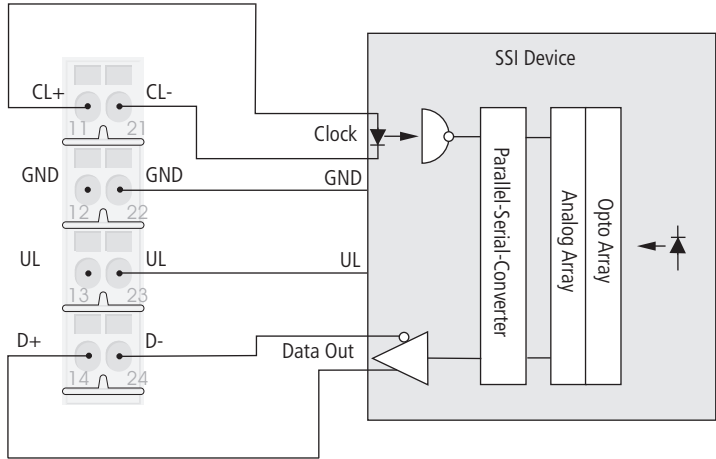 SSI Device
CL+
CL-
11
21
Clock
GND
GND
GND
12
22
UL
UL
UL
13
23
D+
D-
Data Out
14
24
Parallel-Serial-Converter
Analog Array
Opto Array